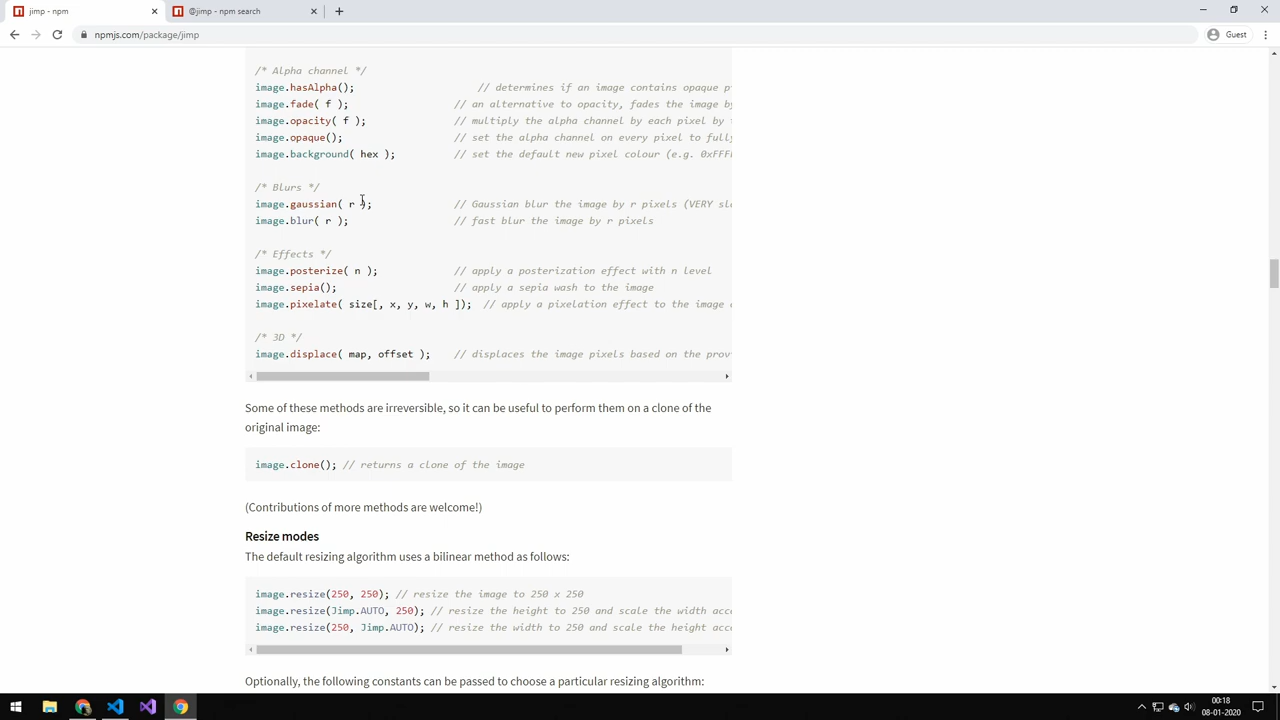 jimp - npm
@jimp - npm search
npmjs.com/package/jimp
Guest
/* Alpha channel */
image.hasAlpha(); // determines if an image contains opaque p
image.fade( f ); // an alternative to opacity, fades the image by
image.opacity( f ); // multiply the alpha channel by each pixel by
image.opaque(); // set the alpha channel on every pixel to fully
image.background( hex ); // set the default new pixel colour (e.g. 0xFFF
/* Blurs */
image.gaussian( r ); // Gaussian blur the image by r pixels (VERY sl
image.blur( r ); // fast blur the image by r pixels
/* Effects */
image.posterize( n ); // apply a posterization effect with n level
image.sepia(); // apply a sepia wash to the image
image.pixelate( size[, x, y, w, h ]); // apply a pixelation effect to the image
/* 3D */
image.displace( map, offset ); // displaces the image pixels based on the prov
Some of these methods are irreversible, so it can be useful to perform them on a clone of the
original image:
image.clone(); // returns a clone of the image
(Contributions of more methods are welcome!)
Resize modes
The default resizing algorithm uses a bilinear method as follows:
image.resize(250, 250); // resize the image to 250 x 250
image.resize(Jimp.AUTO, 250); // resize the height to 250 and scale the width acc
image.resize(250, Jimp.AUTO); // resize the width to 250 and scale the height acc
Optionally, the following constants can be passed to choose a particular resizing algorithm:
00:18
08-01-2020